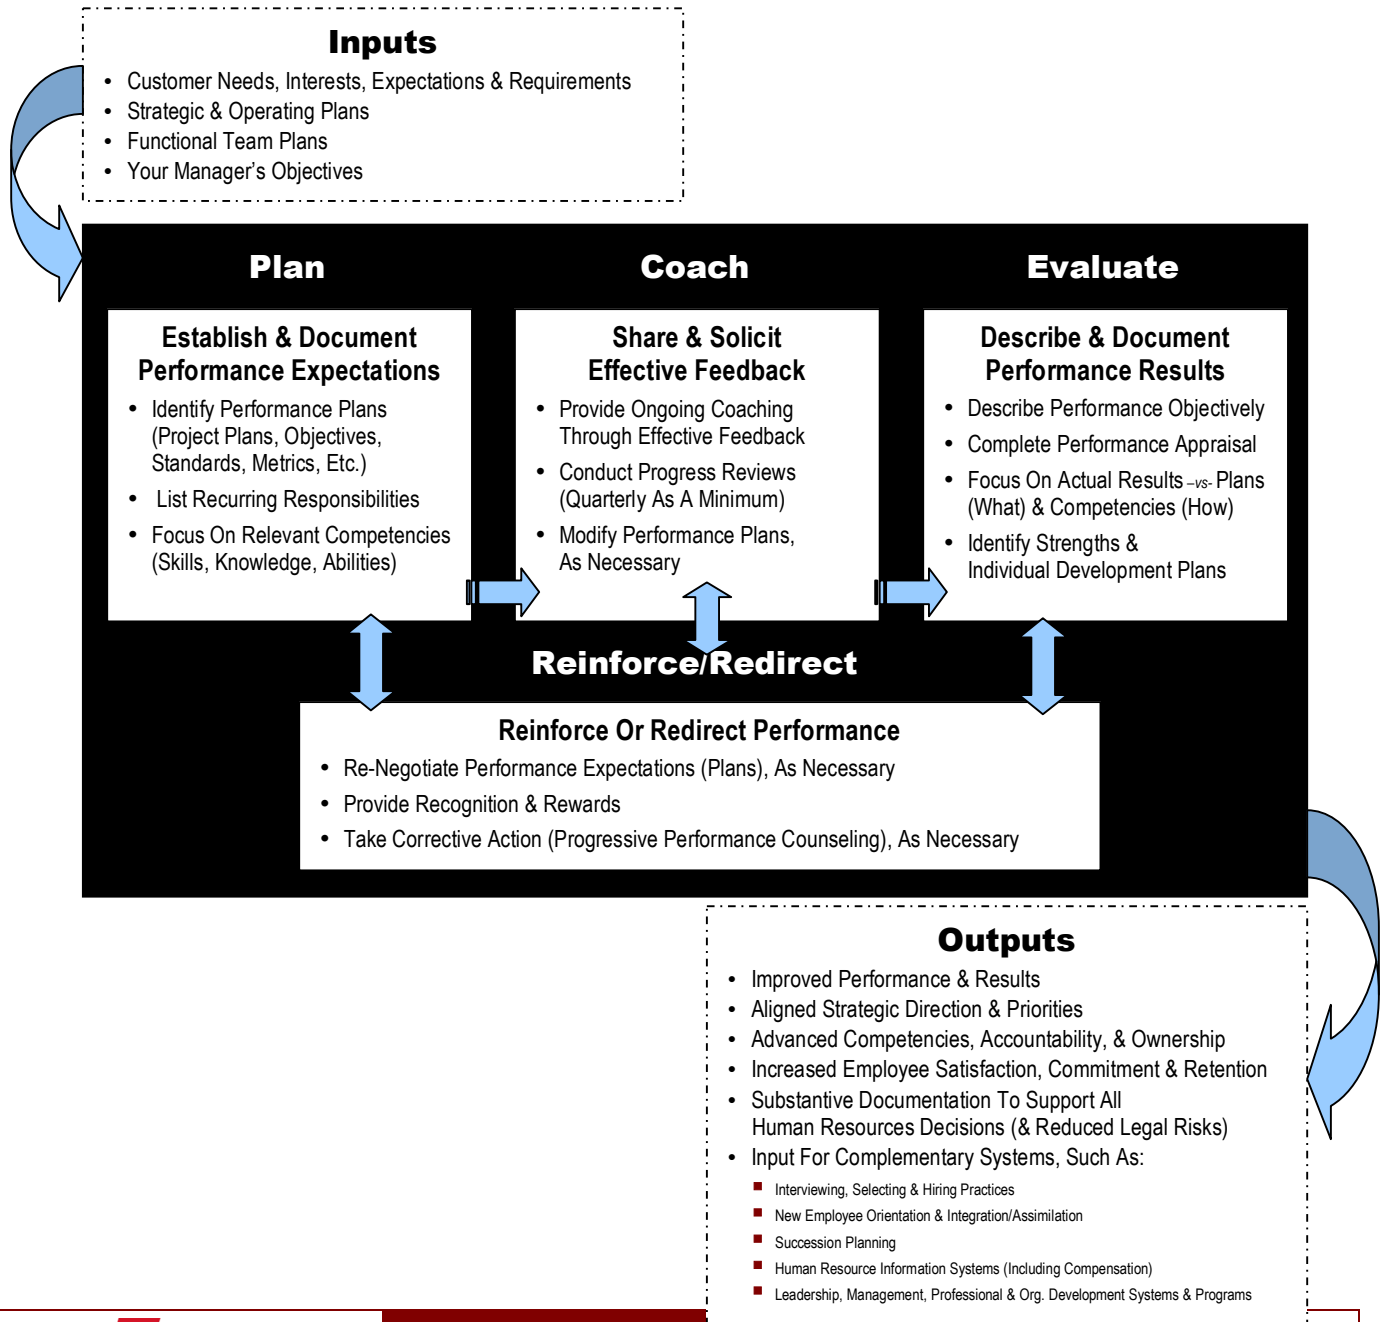 Inputs
• Customer Needs, Interests, Expectations & Requirements
• Strategic & Operating Plans
• Functional Team Plans
• Your Manager’s Objectives
Plan
Establish & Document
Performance Expectations
• Identify Performance Plans
(Project Plans, Objectives,
Standards, Metrics, Etc.)
• List Recurring Responsibilities
• Focus On Relevant Competencies
(Skills, Knowledge, Abilities)
Coach
Share & Solicit
Effective Feedback
• Provide Ongoing Coaching
Through Effective Feedback
• Conduct Progress Reviews
(Quarterly As A Minimum)
• Modify Performance Plans,
As Necessary
Evaluate
Describe & Document
Performance Results
• Describe Performance Objectively
• Complete Performance Appraisal
• Focus On Actual Results –vs- Plans
(What) & Competencies (How)
• Identify Strengths &
Individual Development Plans
Reinforce/Redirect
Reinforce Or Redirect Performance
• Re-Negotiate Performance Expectations (Plans), As Necessary
• Provide Recognition & Rewards
• Take Corrective Action (Progressive Performance Counseling), As Necessary
Outputs
• Improved Performance & Results
• Aligned Strategic Direction & Priorities
• Advanced Competencies, Accountability, & Ownership
• Increased Employee Satisfaction, Commitment & Retention
• Substantive Documentation To Support All
Human Resources Decisions (& Reduced Legal Risks)
• Input For Complementary Systems, Such As:
■ Interviewing, Selecting & Hiring Practices
■ New Employee Orientation & Integration/Assimilation
■ Succession Planning
■ Human Resource Information Systems (Including Compensation)
■ Leadership, Management, Professional & Org. Development Systems & Programs